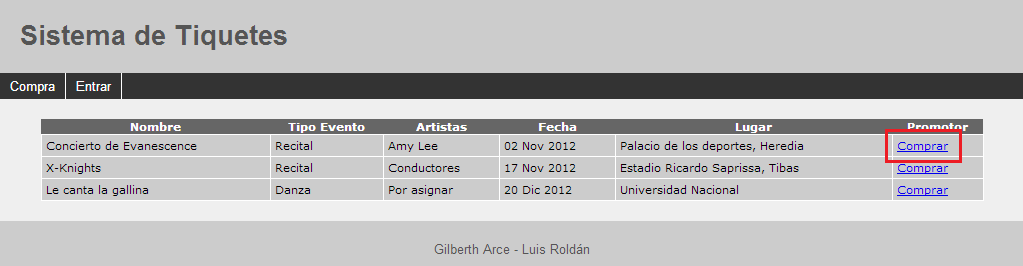 Sistema de Tiquetes
Compra Entrar
Nombre Tipo Evento Artistas Fecha Lugar Promotor
Concierto de Evanescence Recital Amy Lee 02 Nov 2012 Palacio de los deportes, Heredia Comprar
X-Knights Recital Conductores 17 Nov 2012 Estadio Ricardo Saprissa, Tibas Comprar
Le canta la gallina Danza Por asignar 20 Dic 2012 Universidad Nacional Comprar
Gilberth Arce - Luis Roldán